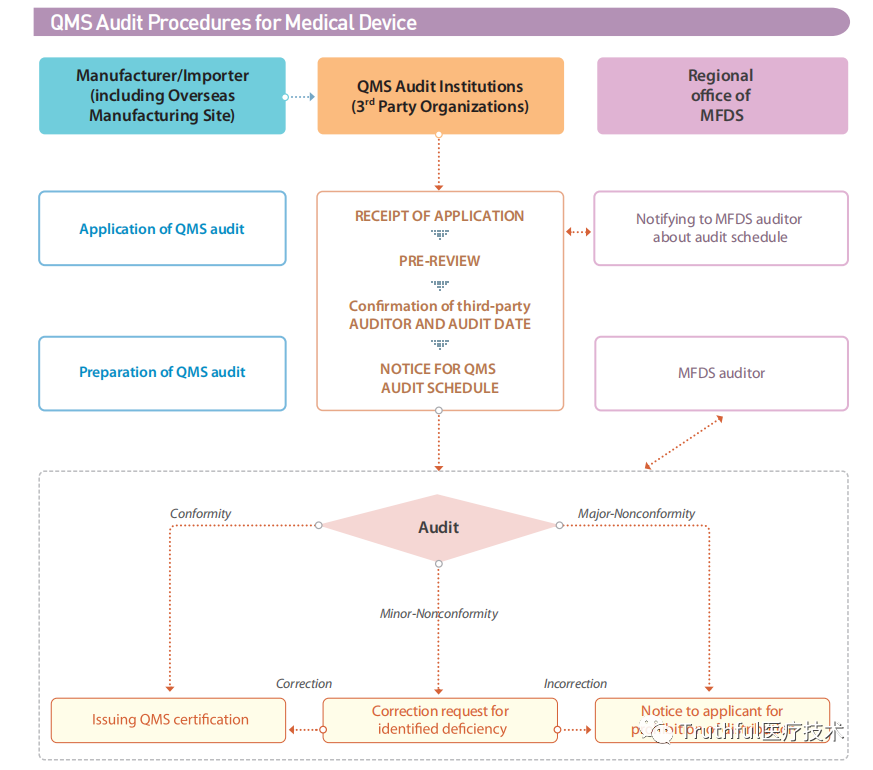 QMS Audit Procedures for Medical Device
Manufacturer/Importer
(including Overseas
Manufacturing Site)
QMS Audit Institutions
(3rd Party Organizations)
Regional
office of
MFDS
Application of QMS audit
RECEIPT OF APPLICATION
PRE-REVIEW
Confirmation of third-party
AUDITOR AND AUDIT DATE
NOTICE FOR QMS
AUDIT SCHEDULE
Notifying to MFDS auditor
about audit schedule
Preparation of QMS audit
MFDS auditor
Audit
Conformity
Major-Nonconformity
Minor-Nonconformity
Correction
Incorrection
Issuing QMS certification
Correction request for
identified deficiency
Notice to applicant for
Truthful医疗技术